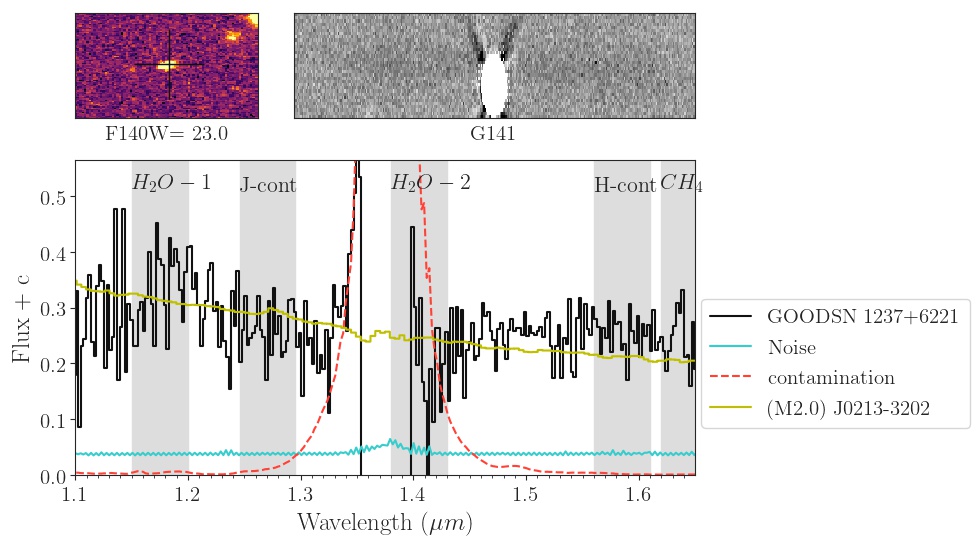 F140W= 23.0
G141
H₂O − 1
J-cont
H₂O − 2
H-cont
CH₄
Flux + c
0.5
0.4
0.3
0.2
0.1
0.0
1.1
1.2
1.3
1.4
1.5
1.6
Wavelength (μm)
GOODSN 1237+6221
Noise
contamination
(M2.0) J0213-3202